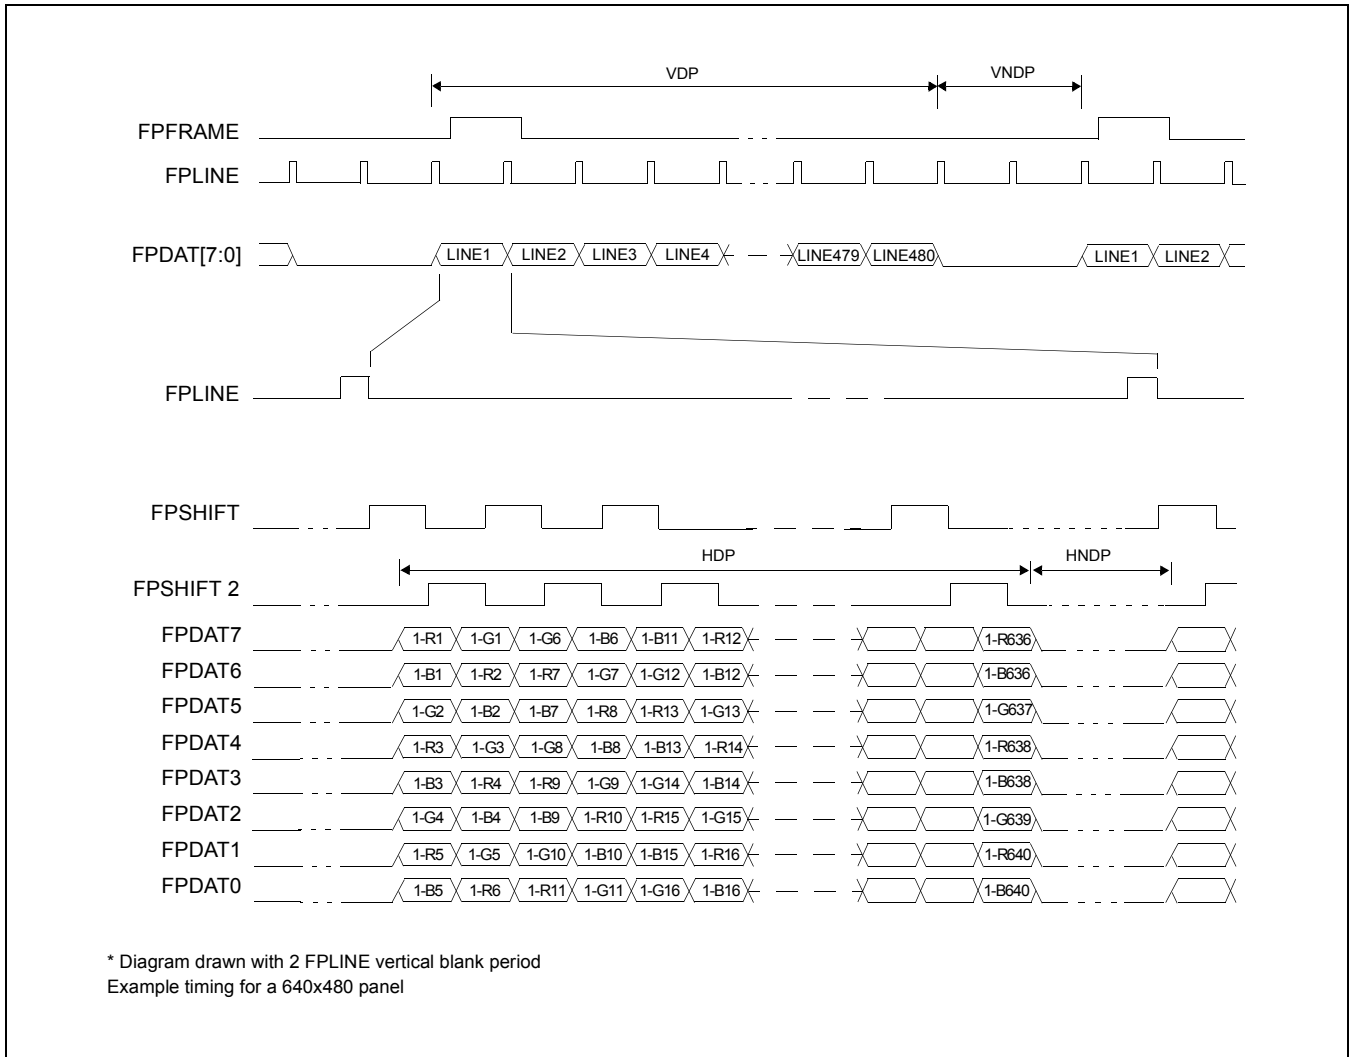 VDP VNDP
FPFRAME
FPLINE
FPDAT[7:0] LINE1 LINE2 LINE3 LINE4 LINE479 LINE480 LINE1 LINE2
FPLINE
FPSHIFT
HDP HNDP
FPSHIFT 2
FPDAT7 1-R1 1-G1 1-G6 1-B6 1-B11 1-R12 1-R636
FPDAT6 1-B1 1-R2 1-R7 1-G7 1-G12 1-B12 1-B636
FPDAT5 1-G2 1-B2 1-B7 1-R8 1-R13 1-G13 1-G637
FPDAT4 1-R3 1-G3 1-G8 1-B8 1-B13 1-R14 1-R638
FPDAT3 1-B3 1-R4 1-R9 1-G9 1-G14 1-B14 1-B638
FPDAT2 1-G4 1-B4 1-B9 1-R10 1-R15 1-G15 1-G639
FPDAT1 1-R5 1-G5 1-G10 1-B10 1-B15 1-R16 1-R640
FPDAT0 1-B5 1-R6 1-R11 1-G11 1-G16 1-B16 1-B640
* Diagram drawn with 2 FPLINE vertical blank period
Example timing for a 640x480 panel